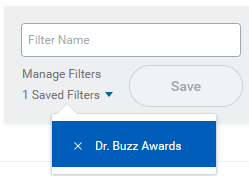 Filter Name
Manage Filters
1 Saved Filters
Save
× Dr. Buzz Awards